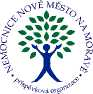 NEMOCNICE NOVÉ MĚSTO NA MORAVĚ
příspěvková organizace